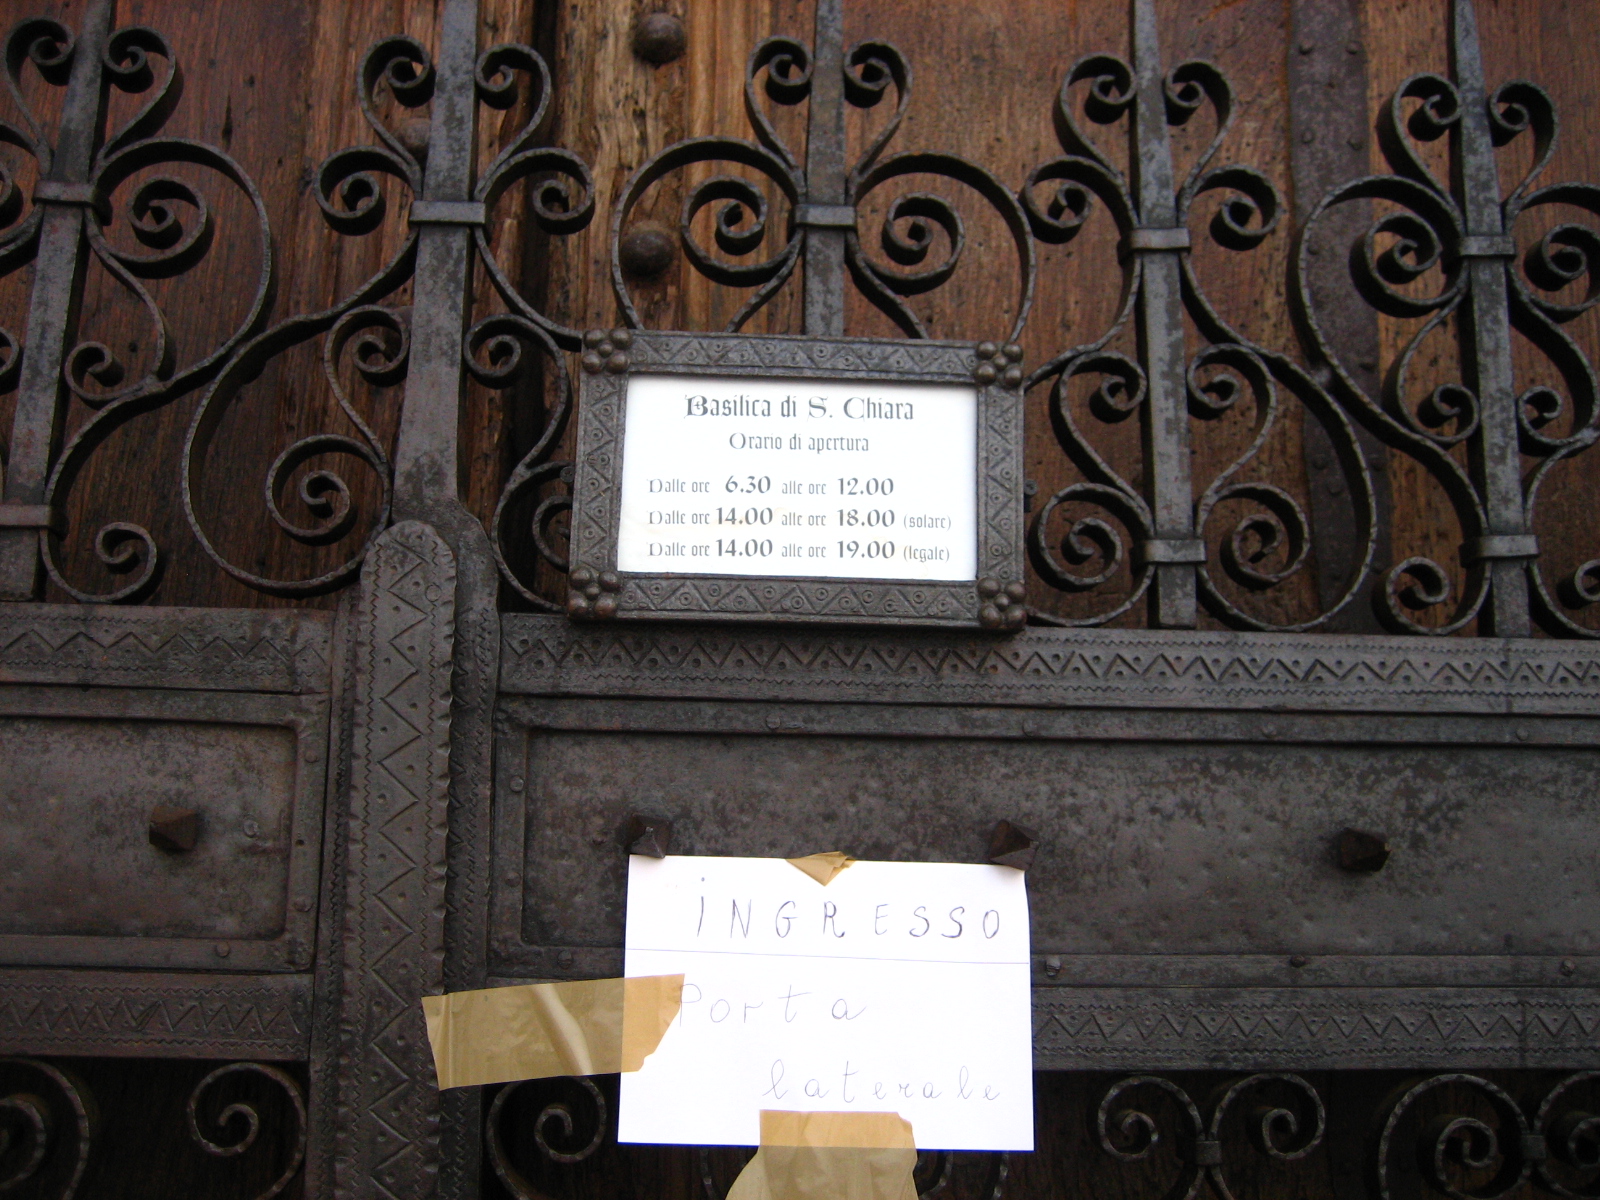 Basilica di S. Chiara
Orario di apertura
Dalle ore 6.30 alle ore 12.00
Dalle ore 14.00 alle ore 18.00 (solare)
Dalle ore 14.00 alle ore 19.00 (legale)
INGRESSO
Porta
laterale